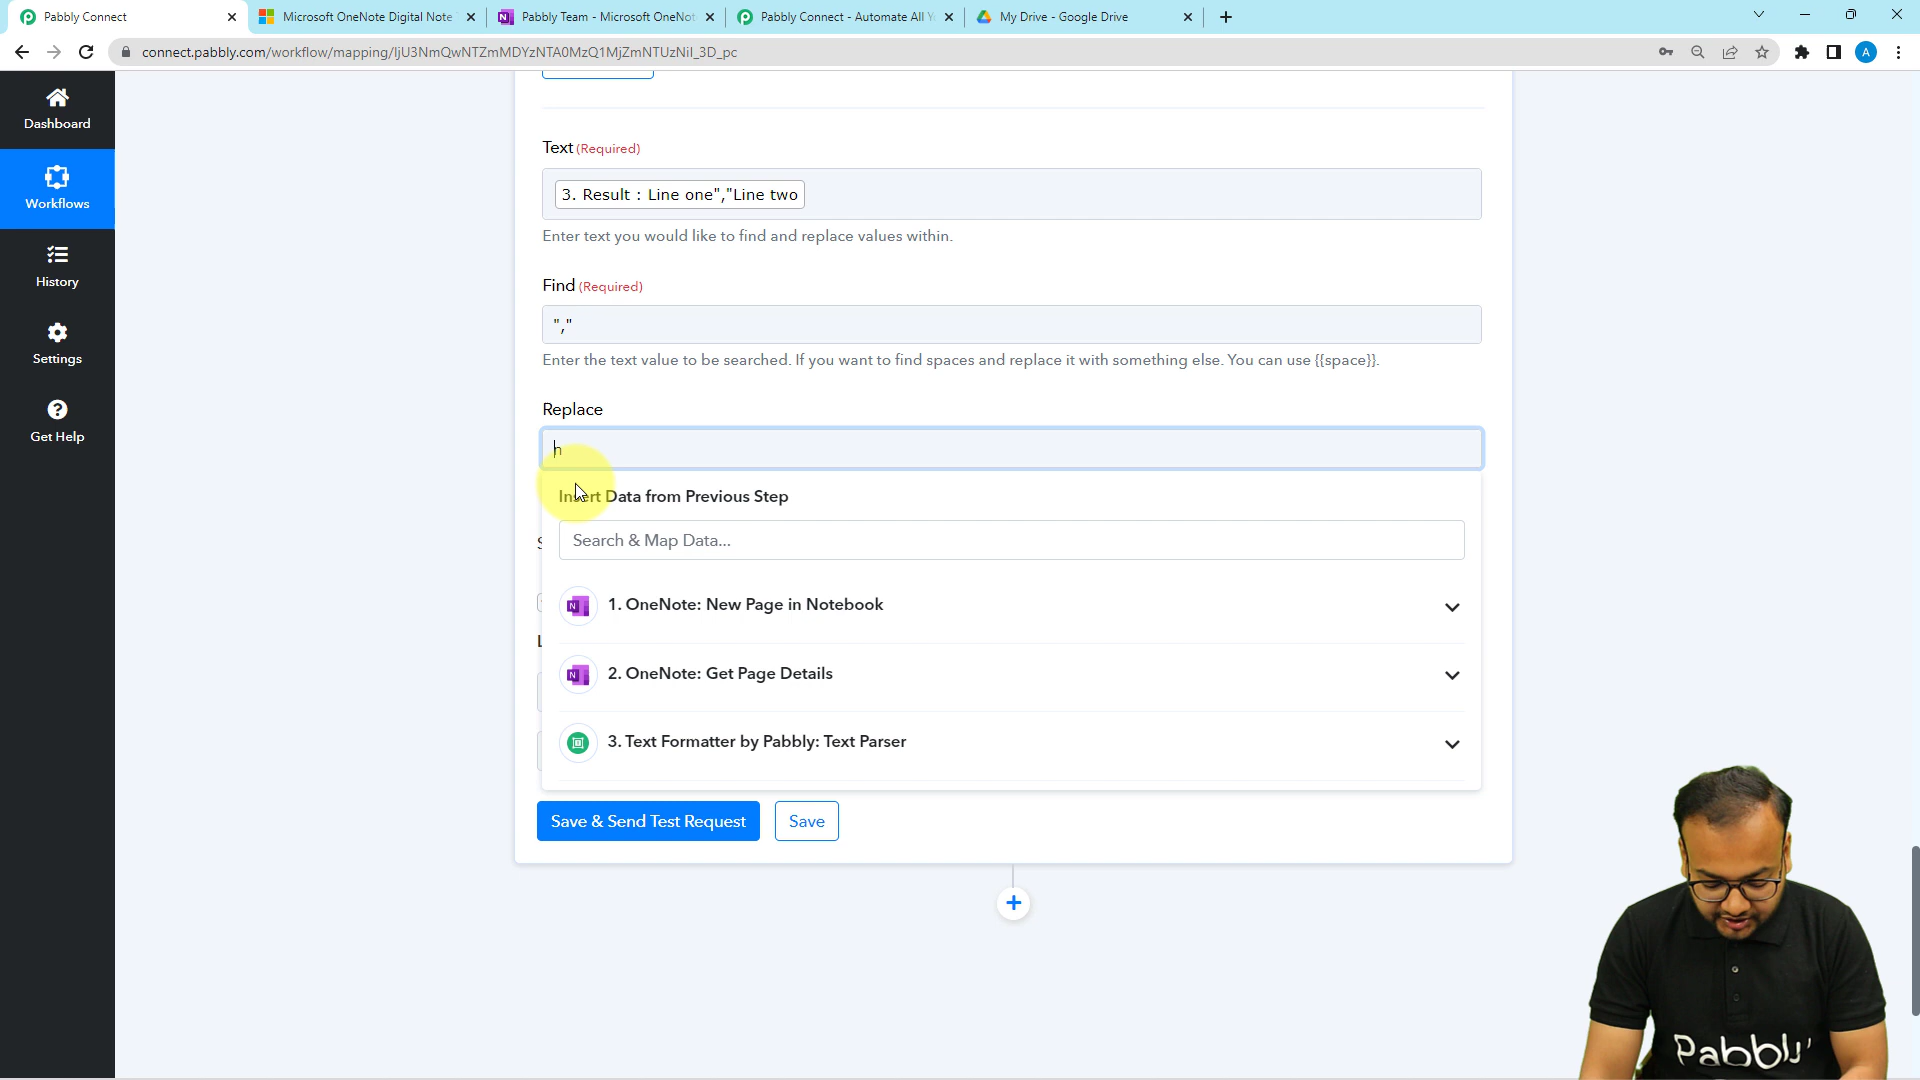 Pabbly Connect
Microsoft OneNote Digital Note
Pabbly Team - Microsoft OneNot
Pabbly Connect - Automate All Y
My Drive - Google Drive
connect.pabbly.com/workflow/mapping/IjU3NmQwNTZmMDYzNTA0MzQ1MjZmNTUzNiI_3D_pc
A
Dashboard
Workflows
History
Settings
Get Help
Text (Required)
3. Result : Line one","Line two
Enter text you would like to find and replace values within.
Find (Required)
","
Enter the text value to be searched. If you want to find spaces and replace it with something else. You can use {{space}}.
Replace
n
Insert Data from Previous Step
Search & Map Data...
1. OneNote: New Page in Notebook
2. OneNote: Get Page Details
3. Text Formatter by Pabbly: Text Parser
Save & Send Test Request
Save
Pabbly